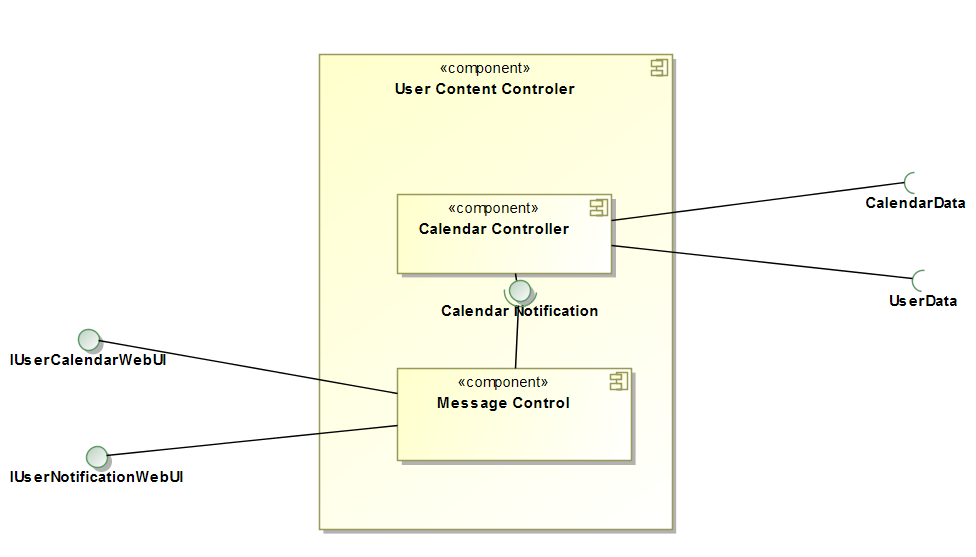 «component»
User Content Controler
«component»
Calendar Controller
CalendarData
UserData
Calendar Notification
IUserCalendarWebUI
«component»
Message Control
IUserNotificationWebUI